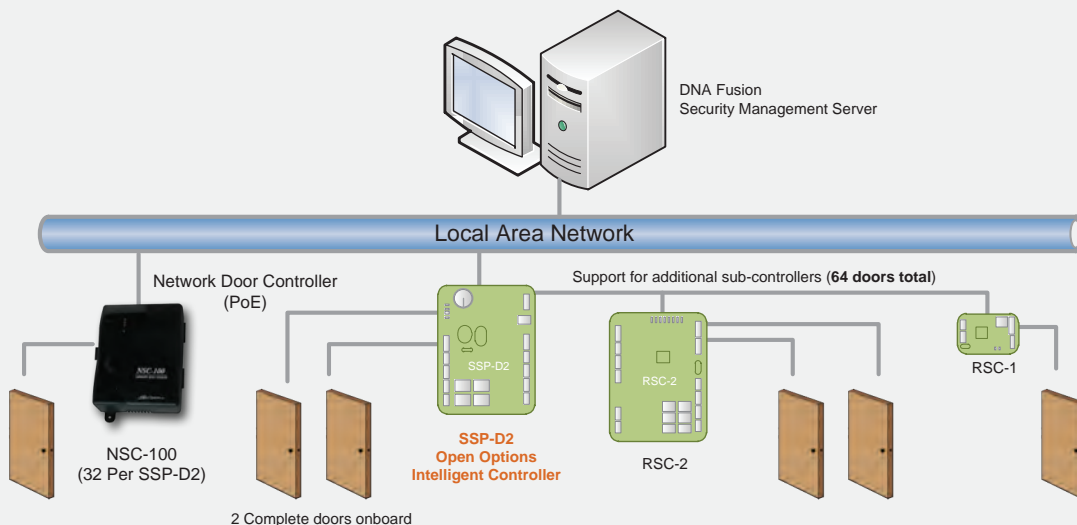 DNA Fusion
Security Management Server
Local Area Network
Network Door Controller
(PoE)
Support for additional sub-controllers (64 doors total)
NSC-100
SSP-D2
RSC-2
RSC-1
NSC-100
(32 Per SSP-D2)
SSP-D2
Open Options
Intelligent Controller
RSC-2
2 Complete doors onboard